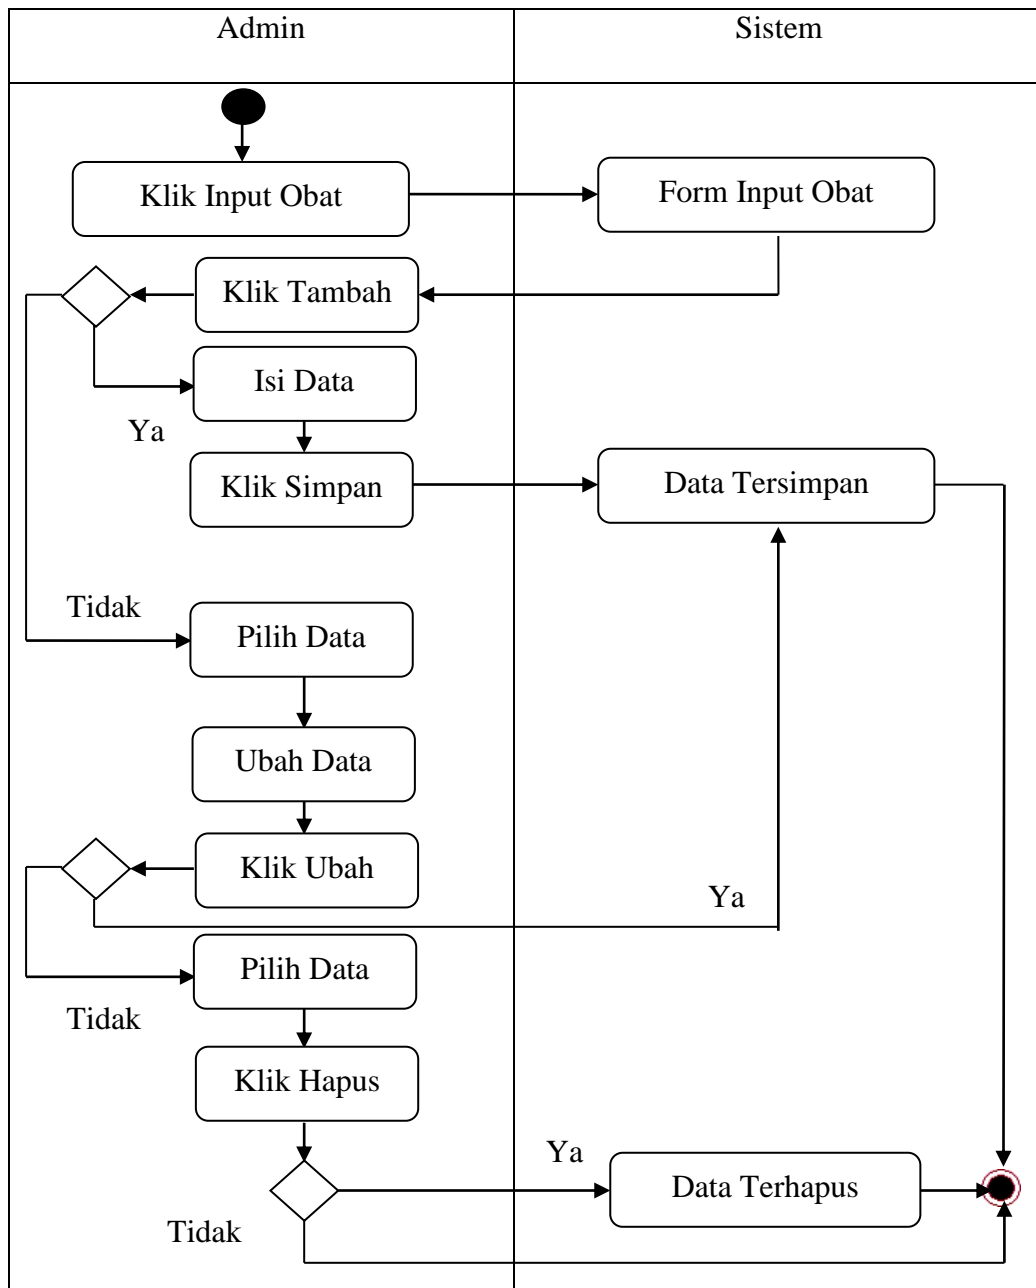 Admin
Sistem
Klik Input Obat
Form Input Obat
Klik Tambah
Isi Data
Ya
Klik Simpan
Data Tersimpan
Tidak
Pilih Data
Ubah Data
Klik Ubah
Ya
Pilih Data
Tidak
Klik Hapus
Ya
Data Terhapus
Tidak